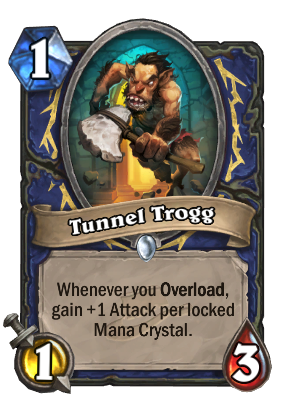 1
Tunnel Trogg
Whenever you Overload,
gain +1 Attack per locked
Mana Crystal.
1
3